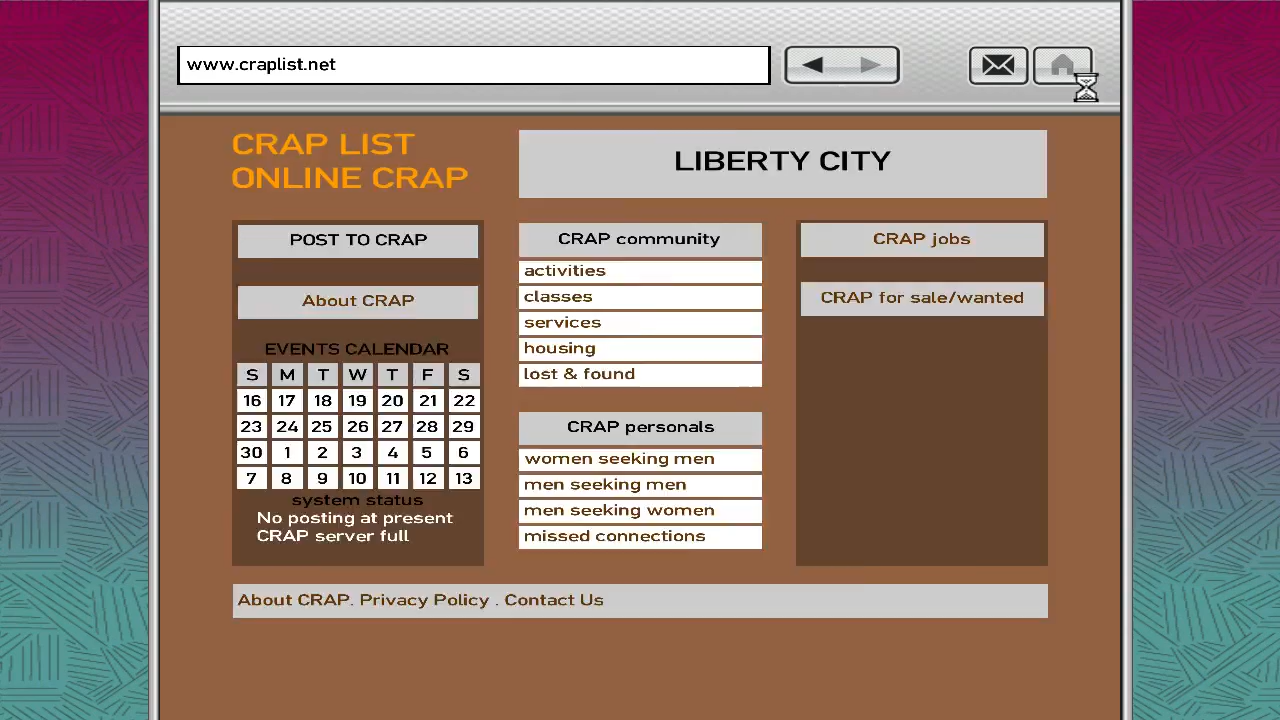 www.craplist.net
CRAP LIST
ONLINE CRAP
LIBERTY CITY
POST TO CRAP
About CRAP
EVENTS CALENDAR
S M T W T F S
16 17 18 19 20 21 22
23 24 25 26 27 28 29
30 1 2 3 4 5 6
7 8 9 10 11 12 13
system status
No posting at present
CRAP server full
CRAP community
activities
classes
services
housing
lost & found
CRAP personals
women seeking men
men seeking men
men seeking women
missed connections
CRAP jobs
CRAP for sale/wanted
About CRAP. Privacy Policy . Contact Us